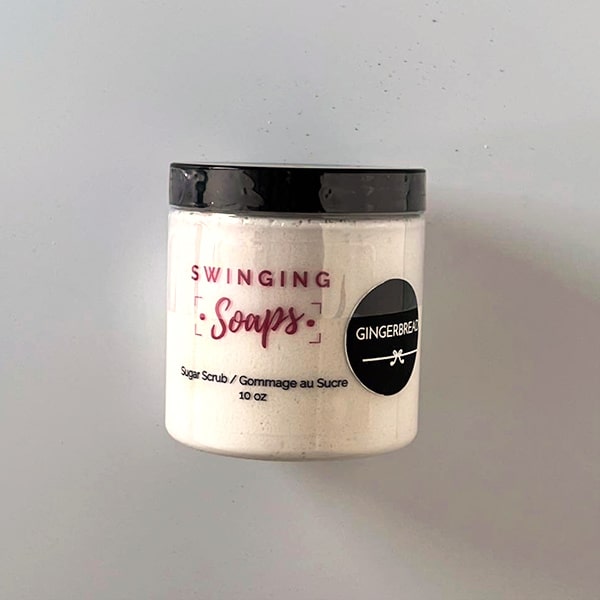 SWINGING
Soaps
Sugar Scrub / Gommage au Sucre
10 oz
GINGERBREAD